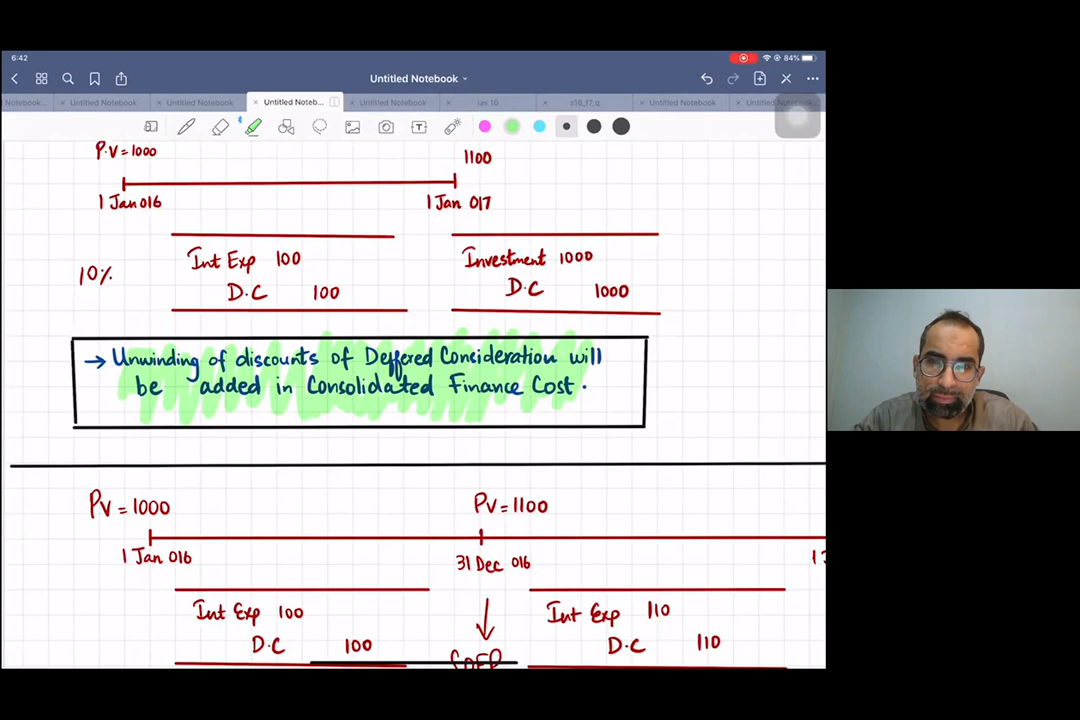 6:42
84%
Untitled Notebook
Notebook...
Untitled Notebook
Untitled Notebook
Untitled Noteb...
Untitled Notebook
ias 16
s16_f7_q
Untitled Notebook
Untitled
P.V=1000
1100
1 Jan 016
1 Jan 017
10%
Int Exp 100
D.C 100
Investment 1000
D.C 1000
→ Unwinding of discounts of Deffered Consideration will
be added in Consolidated Finance Cost.
PV=1000
PV=1100
1 Jan 016
31 Dec 016
Int Exp 100
D.C 100
Int Exp 110
D.C 110